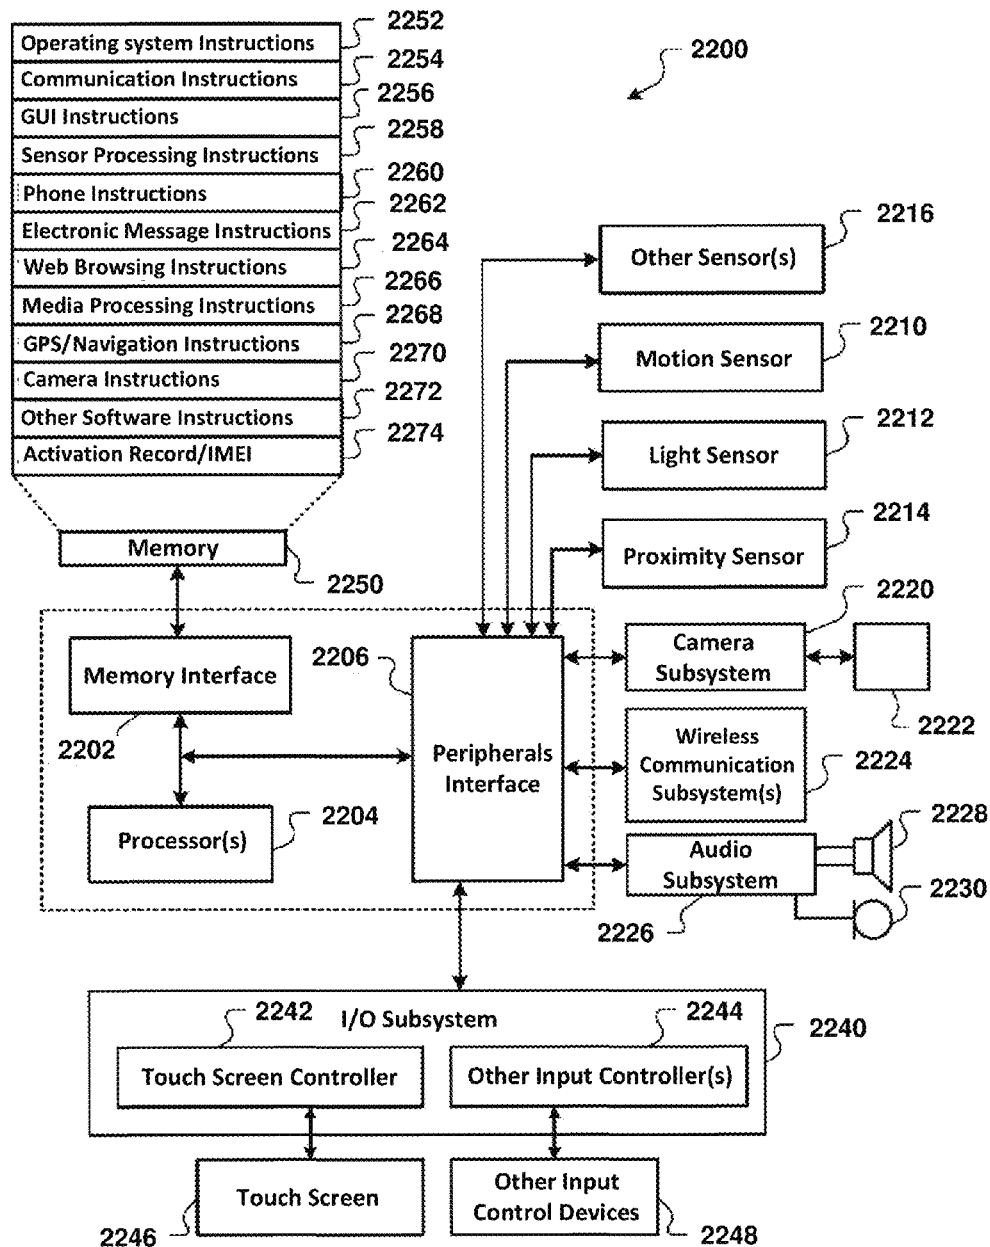 2252
Operating system Instructions
2254
Communication Instructions
2256
GUI Instructions
2258
Sensor Processing Instructions
2260
Phone Instructions
2262
Electronic Message Instructions
2264
Web Browsing Instructions
2266
Media Processing Instructions
2268
GPS/Navigation Instructions
2270
Camera Instructions
2272
Other Software Instructions
2274
Activation Record/IMEI
2200
2216
Other Sensor(s)
2210
Motion Sensor
2212
Light Sensor
2214
Proximity Sensor
Memory
2250
2220
Camera
Subsystem
2222
2206
Memory Interface
2202
Peripherals
Interface
Wireless
Communication
Subsystem(s)
2224
2204
Processor(s)
2228
Audio
Subsystem
2230
2226
2242
I/O Subsystem
2244
2240
Touch Screen Controller
Other Input Controller(s)
Touch Screen
2246
Other Input
Control Devices
2248